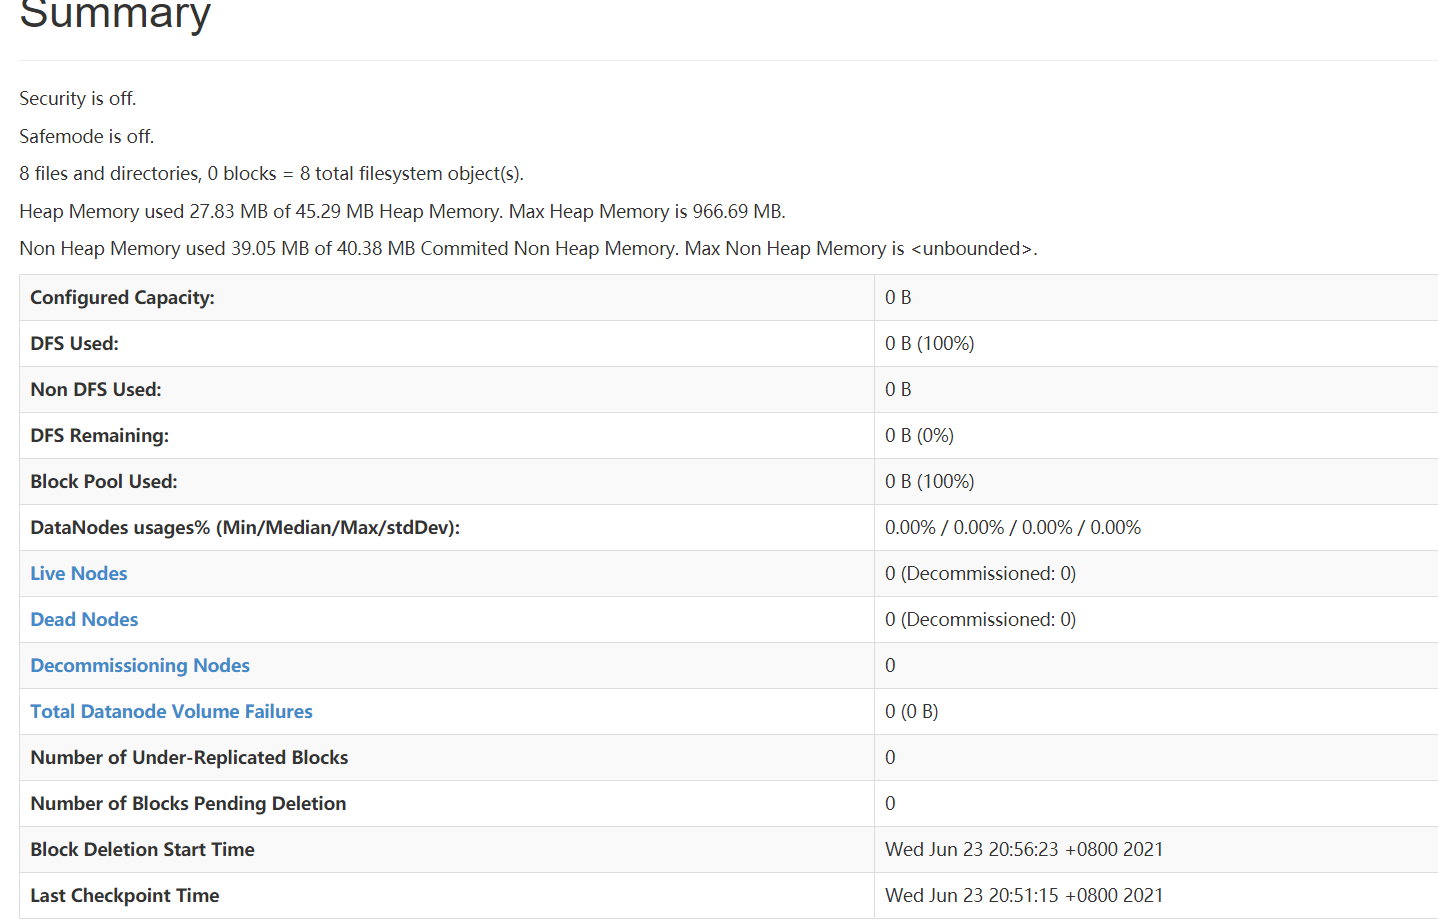 Summary
Security is off.
Safemode is off.
8 files and directories, 0 blocks = 8 total filesystem object(s).
Heap Memory used 27.83 MB of 45.29 MB Heap Memory. Max Heap Memory is 966.69 MB.
Non Heap Memory used 39.05 MB of 40.38 MB Commited Non Heap Memory. Max Non Heap Memory is <unbounded>.
Configured Capacity: 0 B
DFS Used: 0 B (100%)
Non DFS Used: 0 B
DFS Remaining: 0 B (0%)
Block Pool Used: 0 B (100%)
DataNodes usages% (Min/Median/Max/stdDev): 0.00% / 0.00% / 0.00% / 0.00%
Live Nodes 0 (Decommissioned: 0)
Dead Nodes 0 (Decommissioned: 0)
Decommissioning Nodes 0
Total Datanode Volume Failures 0 (0 B)
Number of Under-Replicated Blocks 0
Number of Blocks Pending Deletion 0
Block Deletion Start Time Wed Jun 23 20:56:23 +0800 2021
Last Checkpoint Time Wed Jun 23 20:51:15 +0800 2021